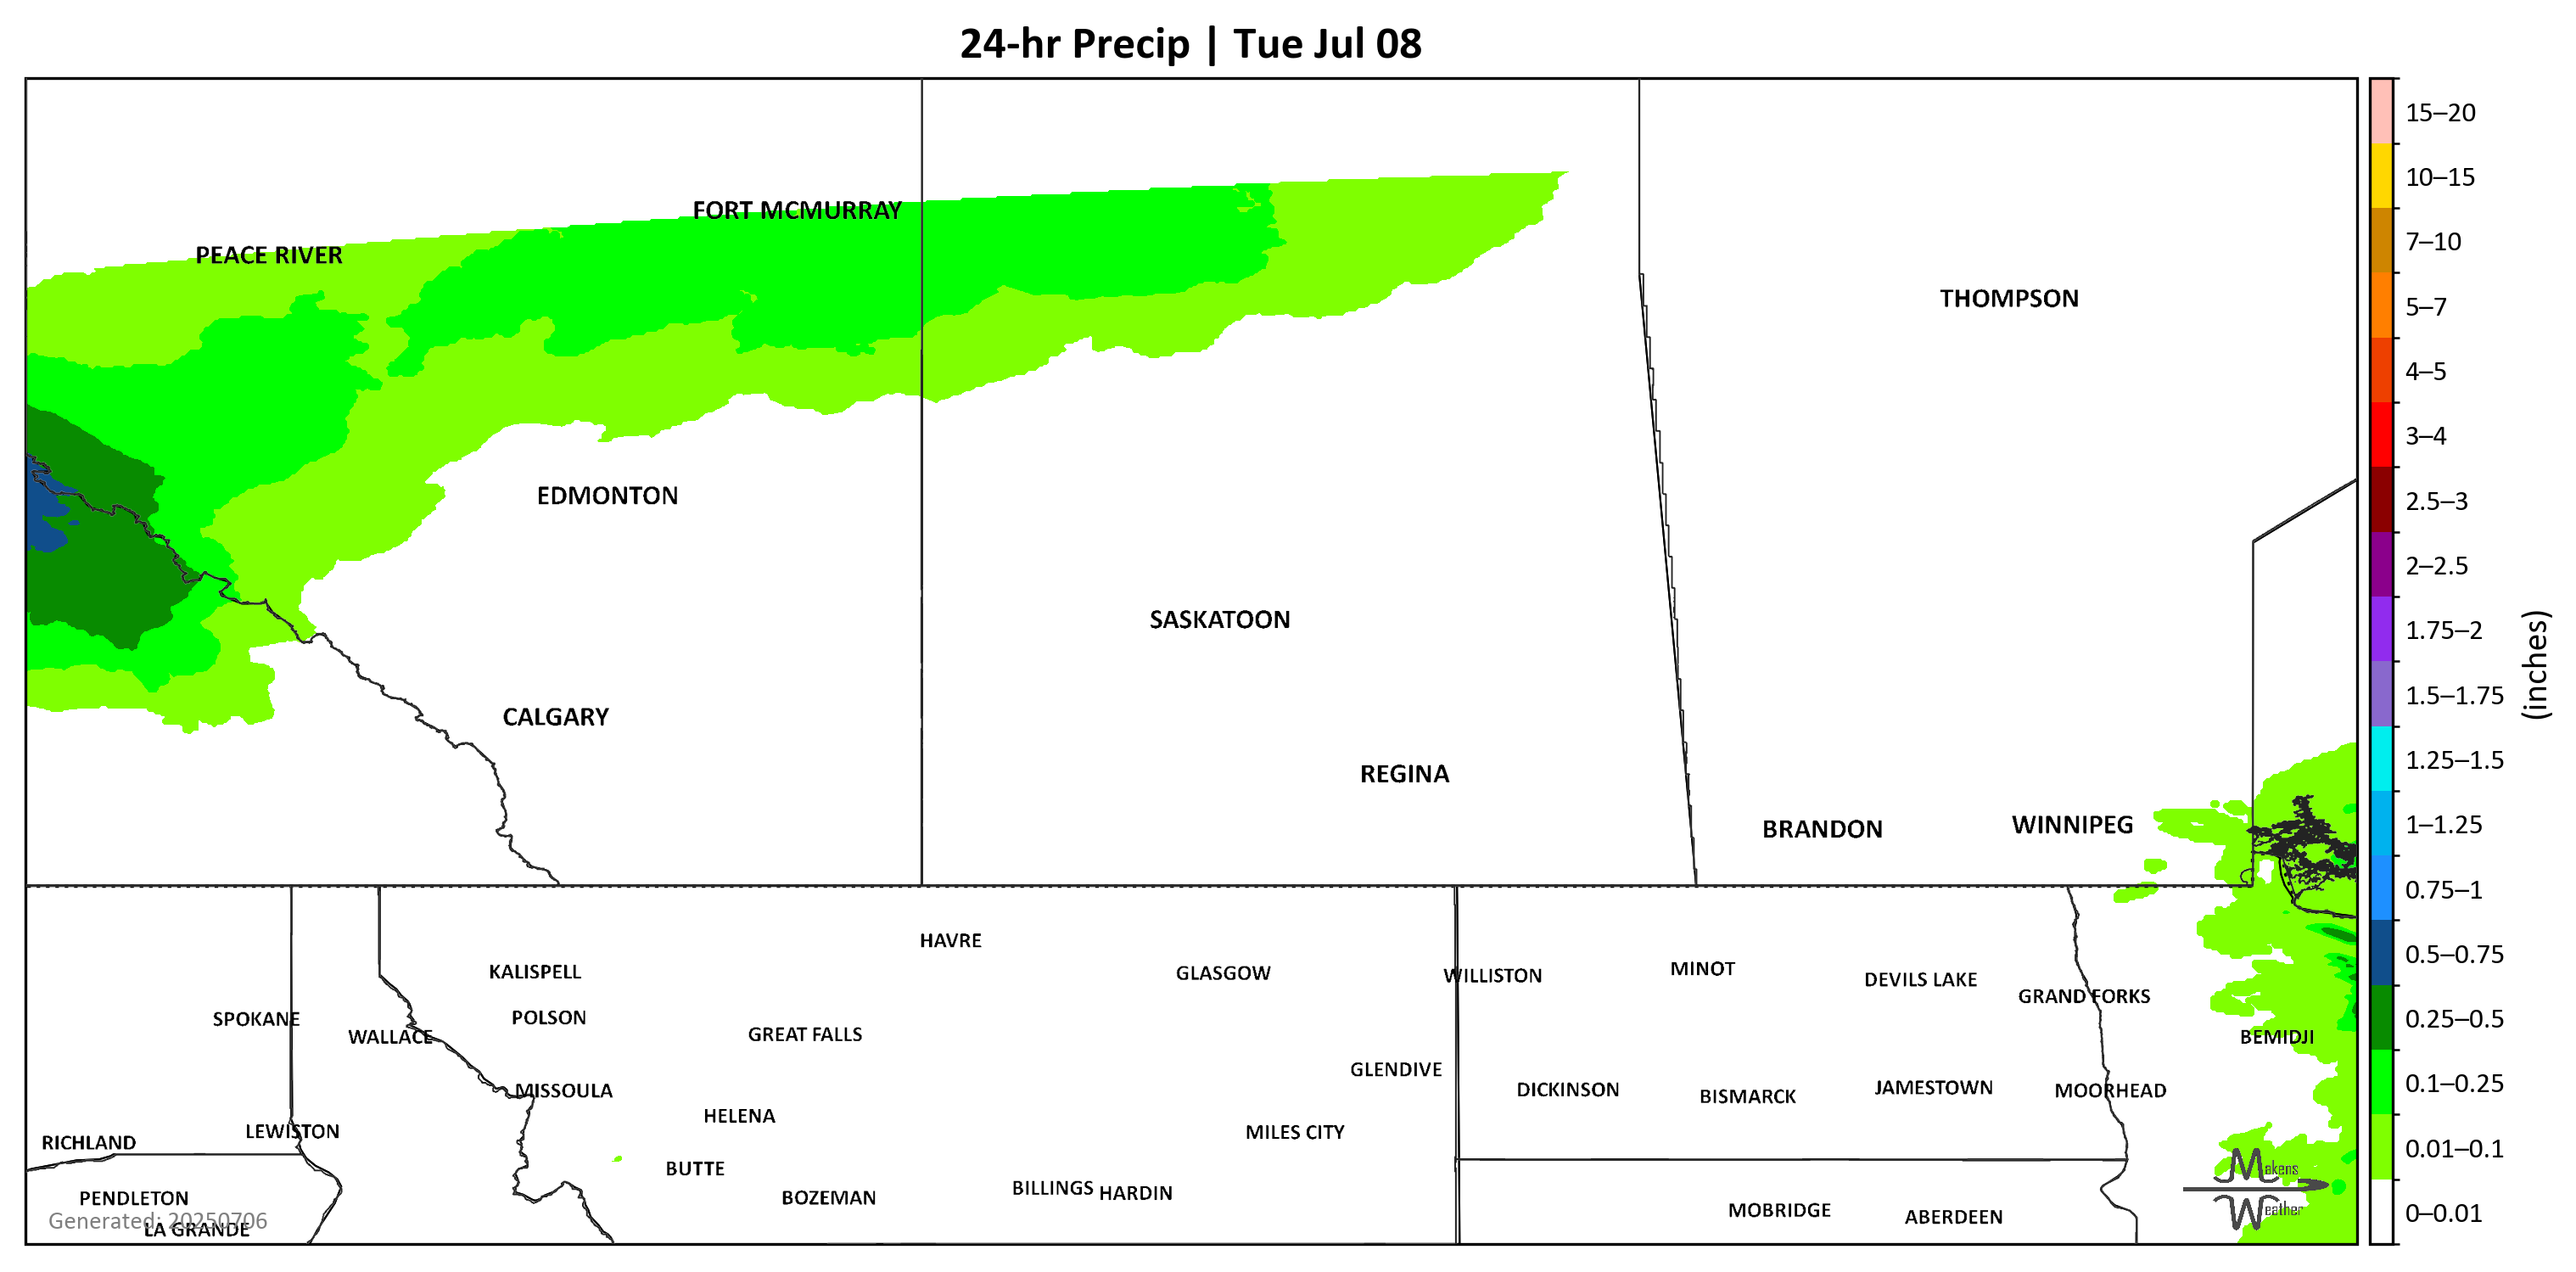 24-hr Precip | Tue Jul 08
FORT MCMURRAY
PEACE RIVER
THOMPSON
EDMONTON
SASKATOON
CALGARY
REGINA
BRANDON
WINNIPEG
HAVRE
KALISPELL
GLASGOW
WILLISTON
MINOT
DEVILS LAKE
GRAND FORKS
SPOKANE
POLSON
WALLACE
GREAT FALLS
BEMIDJI
GLENDIVE
MISSOULA
DICKINSON
BISMARCK
JAMESTOWN
MOORHEAD
HELENA
LEWISTON
MILES CITY
RICHLAND
BUTTE
BILLINGS
HARDIN
PENDLETON
BOZEMAN
MOBRIDGE
ABERDEEN
Generated: 20250706
LA GRANDE
Makens
Weather
15–20
10–15
7–10
5–7
4–5
3–4
2.5–3
2–2.5
1.75–2
1.5–1.75
1.25–1.5
1–1.25
0.75–1
0.5–0.75
0.25–0.5
0.1–0.25
0.01–0.1
0–0.01
(inches)